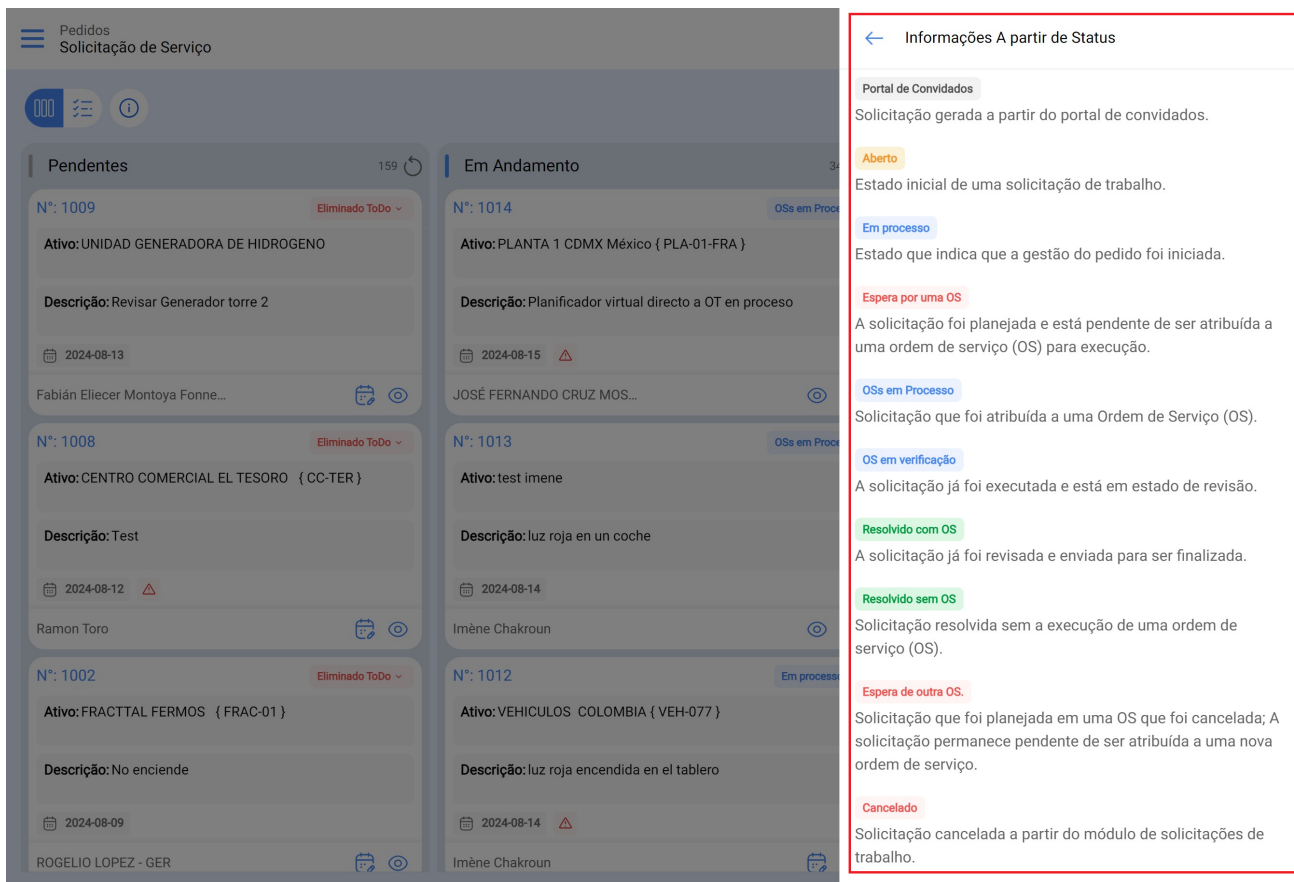 Pedidos
Solicitação de Serviço
Pendentes
159
N°: 1009
Eliminado ToDo
Ativo: UNIDAD GENERADORA DE HIDROGENO
Descrição: Revisar Generador torre 2
2024-08-13
Fabián Eliecer Montoya Fonne...
N°: 1008
Eliminado ToDo
Ativo: CENTRO COMERCIAL EL TESORO { CC-TER }
Descrição: Test
2024-08-12
Ramon Toro
N°: 1002
Eliminado ToDo
Ativo: FRACTTAL FERMOS { FRAC-01 }
Descrição: No enciende
2024-08-09
ROGELIO LOPEZ - GER
Em Andamento
34
N°: 1014
OSs em Proce
Ativo: PLANTA 1 CDMX México { PLA-01-FRA }
Descrição: Planificador virtual directo a OT en proceso
2024-08-15
JOSÉ FERNANDO CRUZ MOS...
N°: 1013
OSs em Proce
Ativo: test imene
Descrição: luz roja en un coche
2024-08-14
Imène Chakroun
N°: 1012
Em processo
Ativo: VEHICULOS COLOMBIA { VEH-077 }
Descrição: luz roja encendida en el tablero
2024-08-14
Imène Chakroun
Informações A partir de Status
Portal de Convidados
Solicitação gerada a partir do portal de convidados.
Aberto
Estado inicial de uma solicitação de trabalho.
Em processo
Estado que indica que a gestão do pedido foi iniciada.
Espera por uma OS
A solicitação foi planejada e está pendente de ser atribuída a
uma ordem de serviço (OS) para execução.
OSs em Processo
Solicitação que foi atribuída a uma Ordem de Serviço (OS).
OS em verificação
A solicitação já foi executada e está em estado de revisão.
Resolvido com OS
A solicitação já foi revisada e enviada para ser finalizada.
Resolvido sem OS
Solicitação resolvida sem a execução de uma ordem de
serviço (OS).
Espera de outra OS.
Solicitação que foi planejada em uma OS que foi cancelada; A
solicitação permanece pendente de ser atribuída a uma nova
ordem de serviço.
Cancelado
Solicitação cancelada a partir do módulo de solicitações de
trabalho.